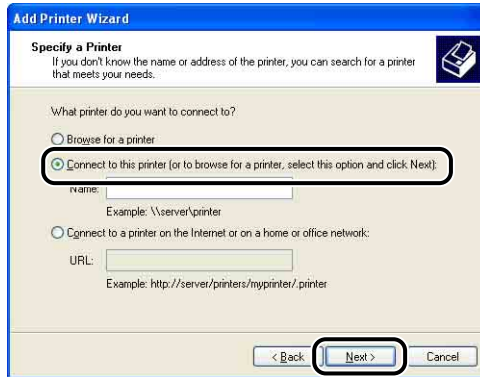 Add Printer Wizard
Specify a Printer
If you don't know the name or address of the printer, you can search for a printer
that meets your needs.
What printer do you want to connect to?
Browse for a printer
Connect to this printer (or to browse for a printer, select this option and click Next):
Name:
Example: \\server\printer
Connect to a printer on the Internet or on a home or office network:
URL:
Example: http://server/printers/myprinter/.printer
< Back Next > Cancel